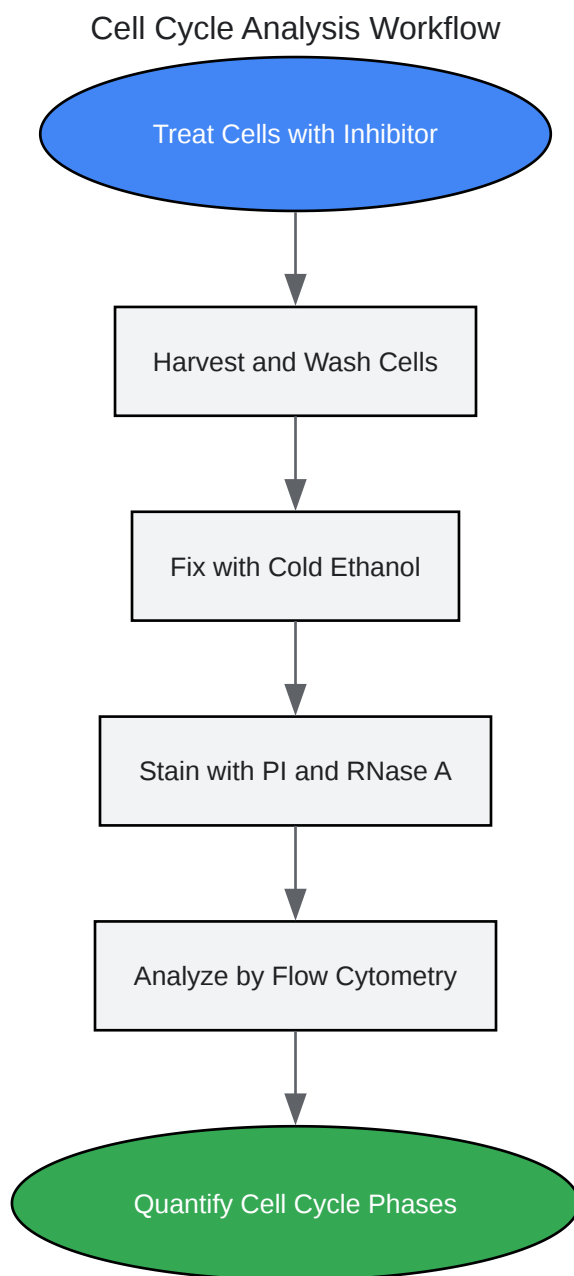 Cell Cycle Analysis Workflow
Treat Cells with Inhibitor
Harvest and Wash Cells
Fix with Cold Ethanol
Stain with PI and RNase A
Analyze by Flow Cytometry
Quantify Cell Cycle Phases